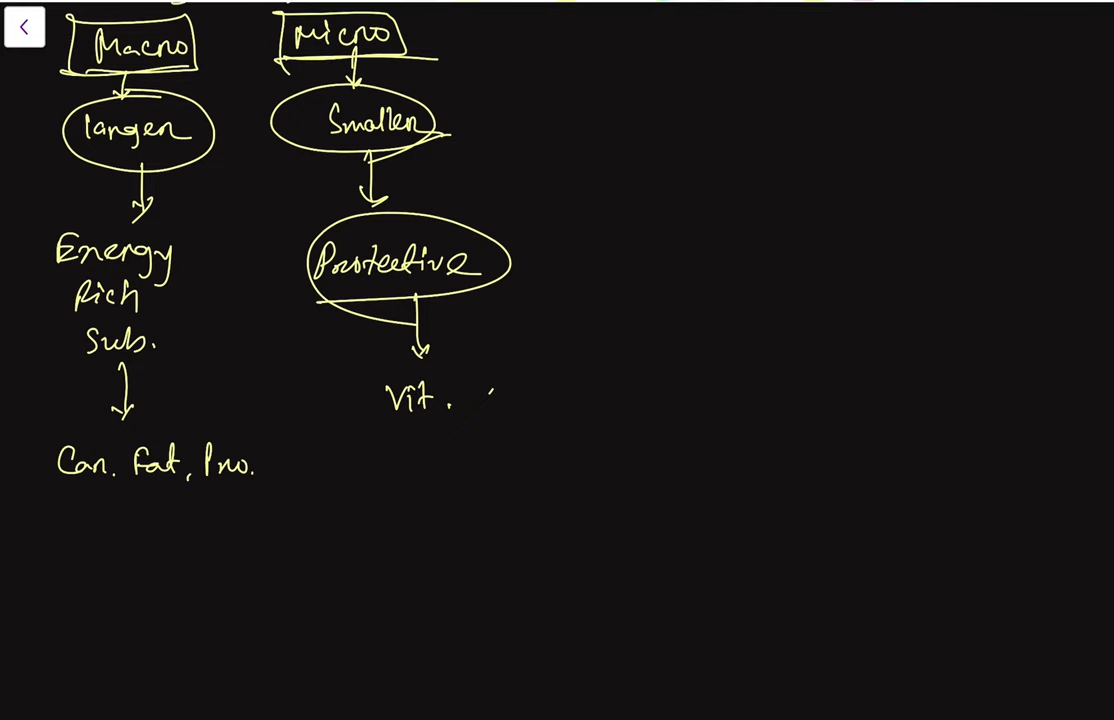 Macro
Micro
larger
Smaller
Energy
Rich
Sub.
Protective
Vit.
Car. Fat, Pro.